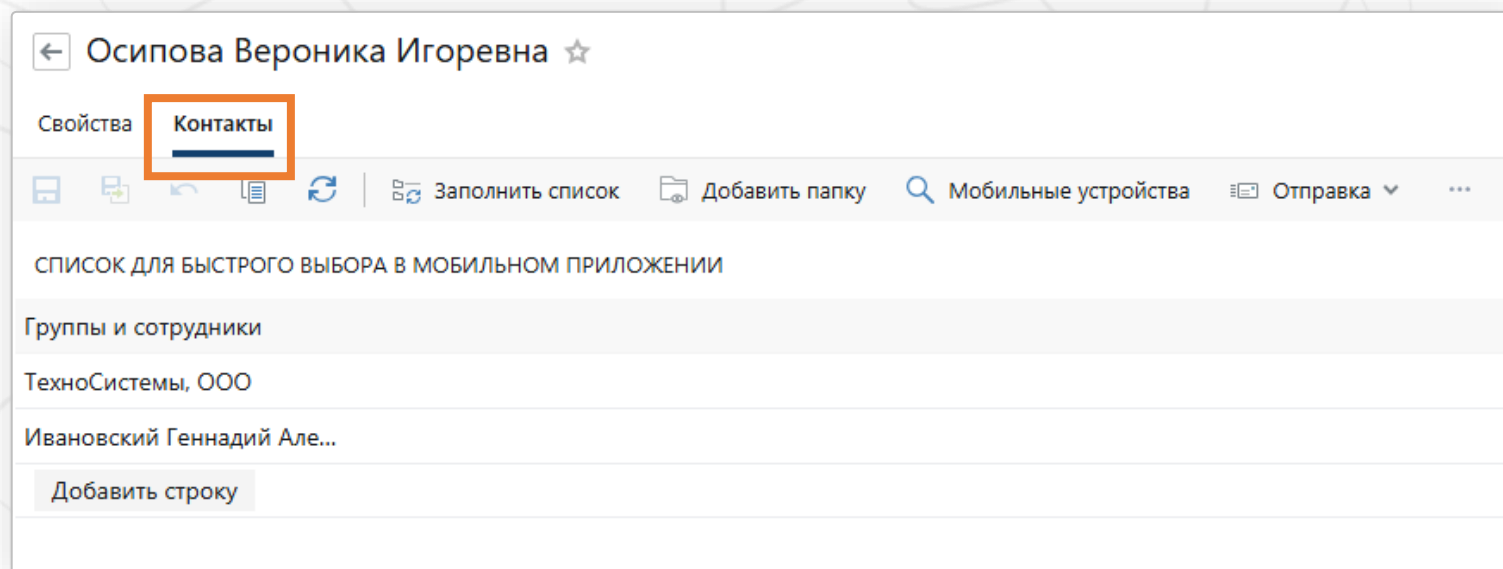 Осипова Вероника Игоревна
Свойства Контакты
Заполнить список Добавить папку Мобильные устройства Отправка ...
СПИСОК ДЛЯ БЫСТРОГО ВЫБОРА В МОБИЛЬНОМ ПРИЛОЖЕНИИ
Группы и сотрудники
ТехноСистемы, ООО
Ивановский Геннадий Але...
Добавить строку